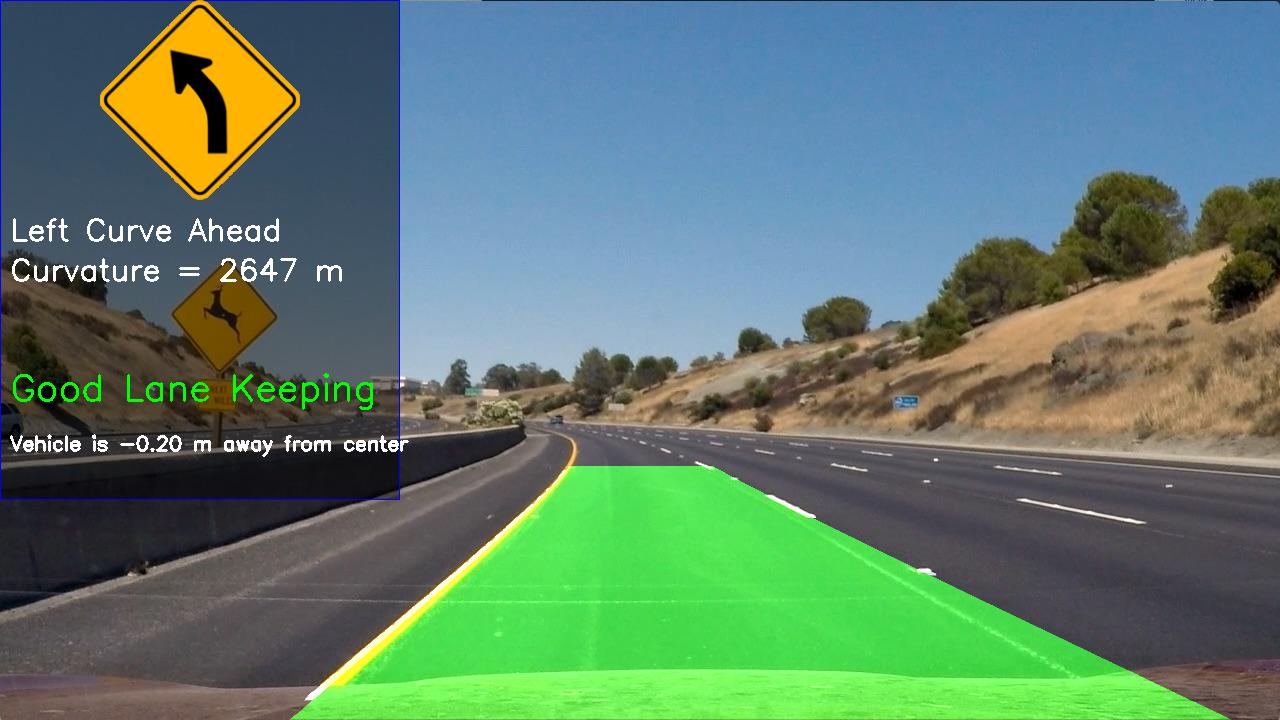 Left Curve Ahead
Curvature = 2647 m
Good Lane Keeping
Vehicle is -0.20 m away from center